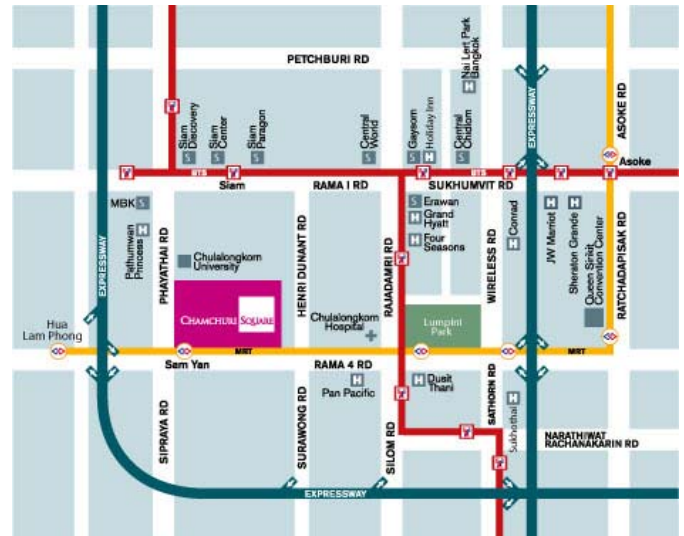 PETCHBURI RD
Nai Lert Park
Bangkok
H
EXPRESSWAY
ASOKE RD
Siam
Discovery
S
Siam
Center
S
Siam
Paragon
S
Central
World
S
Gaysorn
S
Holiday Inn
H
Central
Chidlom
S
Asoke
BTS
BTS
Siam
RAMA I RD
SUKHUMVIT RD
MBK S
Pathumwan
Princess
H
PHAYATHAI RD
Chulalongkorn
University
HENRI DUNANT RD
RAJADAMRI RD
S Erawan
H Grand
Hyatt
H Four
Seasons
WIRELESS RD
Conrad
H
JW Marriot
H
Sheraton Grande
H
Queen Sirikit
Convention Center
RATCHADAPISAK RD
EXPRESSWAY
CHAMCHURI SQUARE
Chulalongkorn
Hospital
Lumpini
Park
Hua
Lam Phong
MRT
MRT
Sam Yan
RAMA 4 RD
H
Pan Pacific
H Dusit
Thani
SIPRAYA RD
SURAWONG RD
SILOM RD
SATHORN RD
H
Sukhothai
NARATHIWAT
RACHANAKARIN RD
EXPRESSWAY